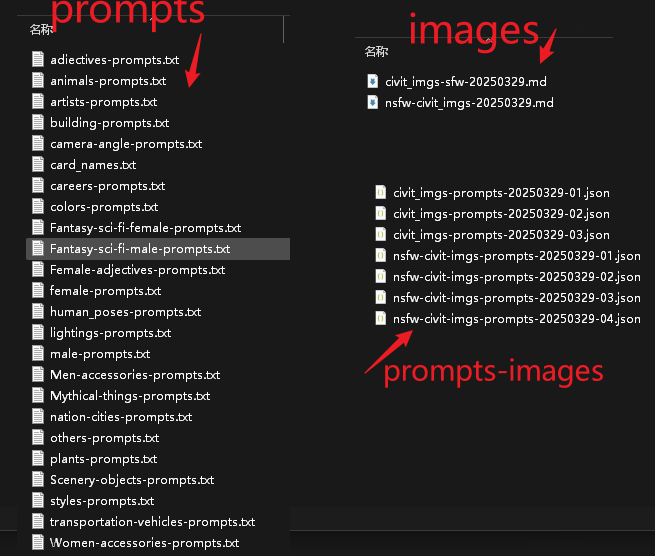 prompts
名称
adjectives-prompts.txt
animals-prompts.txt
artists-prompts.txt
building-prompts.txt
camera-angle-prompts.txt
card_names.txt
careers-prompts.txt
colors-prompts.txt
Fantasy-sci-fi-female-prompts.txt
Fantasy-sci-fi-male-prompts.txt
Female-adjectives-prompts.txt
female-prompts.txt
human_poses-prompts.txt
lightings-prompts.txt
male-prompts.txt
Men-accessories-prompts.txt
Mythical-things-prompts.txt
nation-cities-prompts.txt
others-prompts.txt
plants-prompts.txt
Scenery-objects-prompts.txt
styles-prompts.txt
transportation-vehicles-prompts.txt
Women-accessories-prompts.txt
images
名称
civit_imgs-sfw-20250329.md
nsfw-civit_imgs-20250329.md
civit_imgs-prompts-20250329-01.json
civit_imgs-prompts-20250329-02.json
civit_imgs-prompts-20250329-03.json
nsfw-civit-imgs-prompts-20250329-01.json
nsfw-civit-imgs-prompts-20250329-02.json
nsfw-civit-imgs-prompts-20250329-03.json
nsfw-civit-imgs-prompts-20250329-04.json
prompts-images